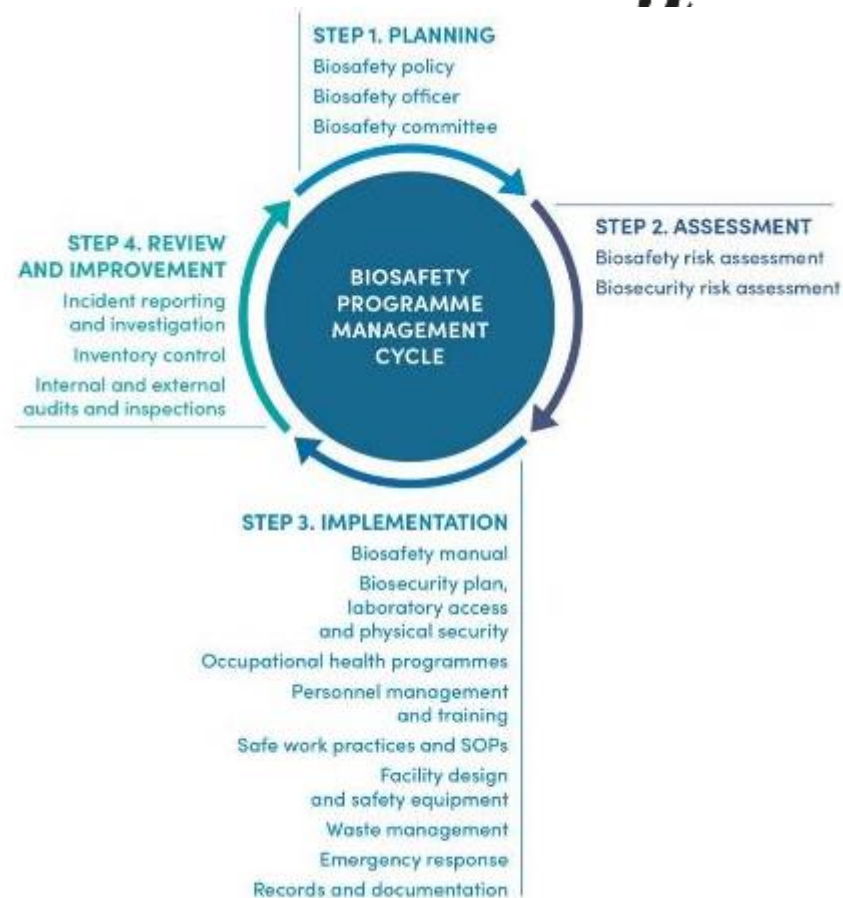 STEP 1. PLANNING
Biosafety policy
Biosafety officer
Biosafety committee
STEP 2. ASSESSMENT
Biosafety risk assessment
Biosecurity risk assessment
BIOSAFETY
PROGRAMME
MANAGEMENT
CYCLE
STEP 3. IMPLEMENTATION
Biosafety manual
Biosecurity plan,
laboratory access
and physical security
Occupational health programmes
Personnel management
and training
Safe work practices and SOPs
Facility design
and safety equipment
Waste management
Emergency response
Records and documentation
STEP 4. REVIEW
AND IMPROVEMENT
Incident reporting
and investigation
Inventory control
Internal and external
audits and inspections